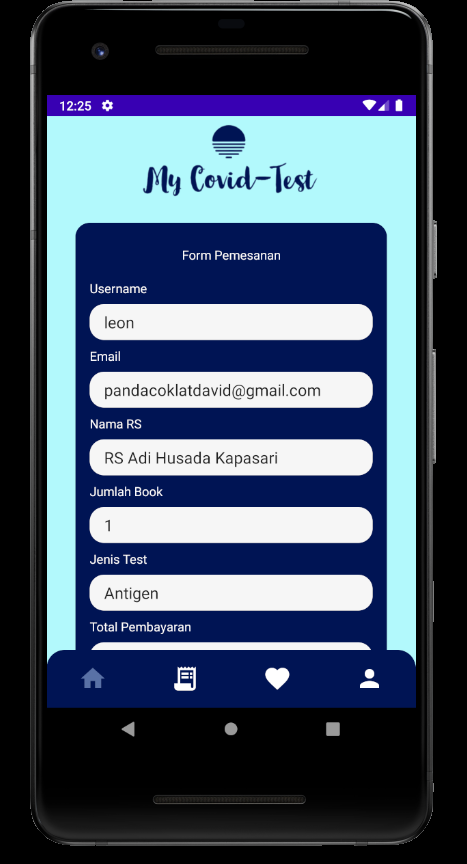 12:25
My Covid-Test
Form Pemesanan
Username
leon
Email
pandacoklatdavid@gmail.com
Nama RS
RS Adi Husada Kapasari
Jumlah Book
1
Jenis Test
Antigen
Total Pembayaran